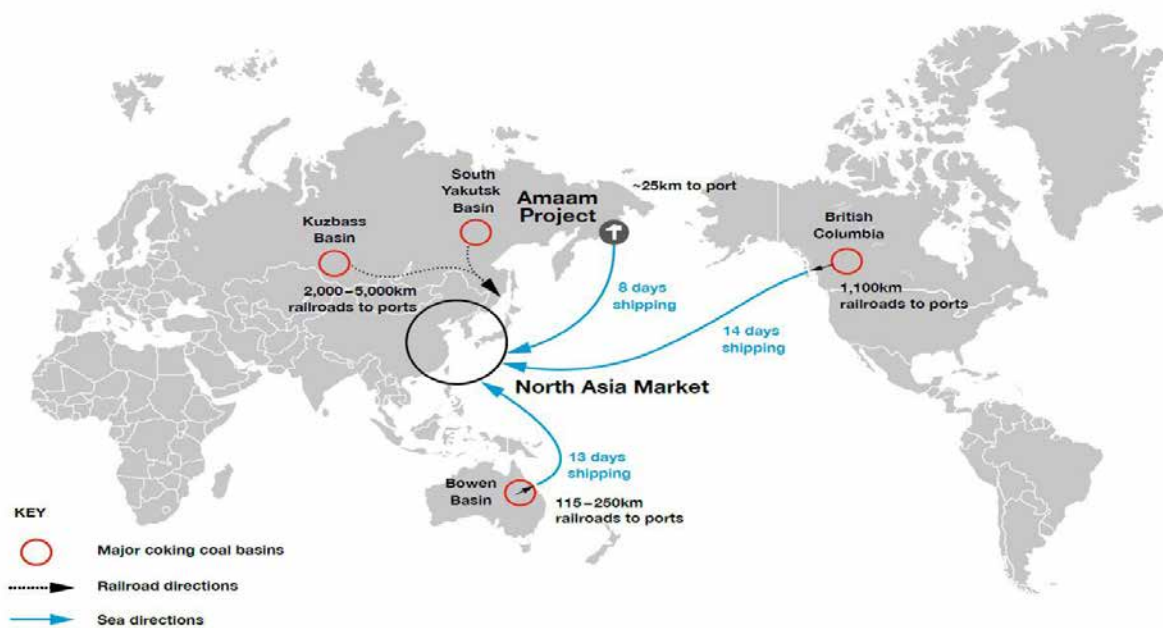 South
Yakutsk
Basin
Amaam
Project
~25km to port
Kuzbass
Basin
British
Columbia
2,000–5,000km
railroads to ports
8 days
shipping
1,100km
railroads to ports
14 days
shipping
North Asia Market
13 days
shipping
Bowen
Basin
115–250km
railroads to ports
KEY
Major coking coal basins
Railroad directions
Sea directions